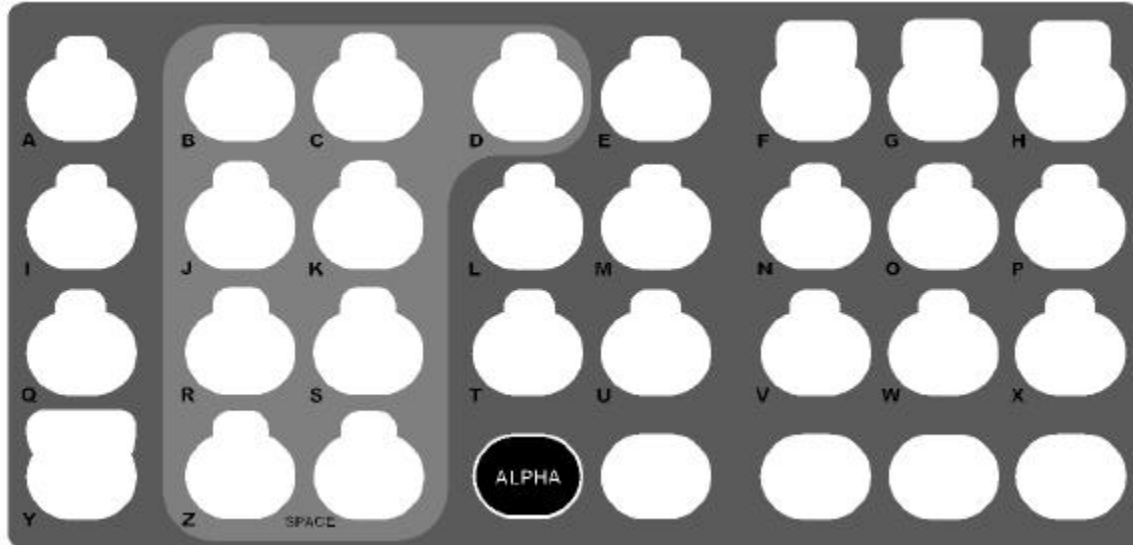 A B C D E F G H
I J K L M N O P
Q R S T U V W X
ALPHA
Y Z SPACE